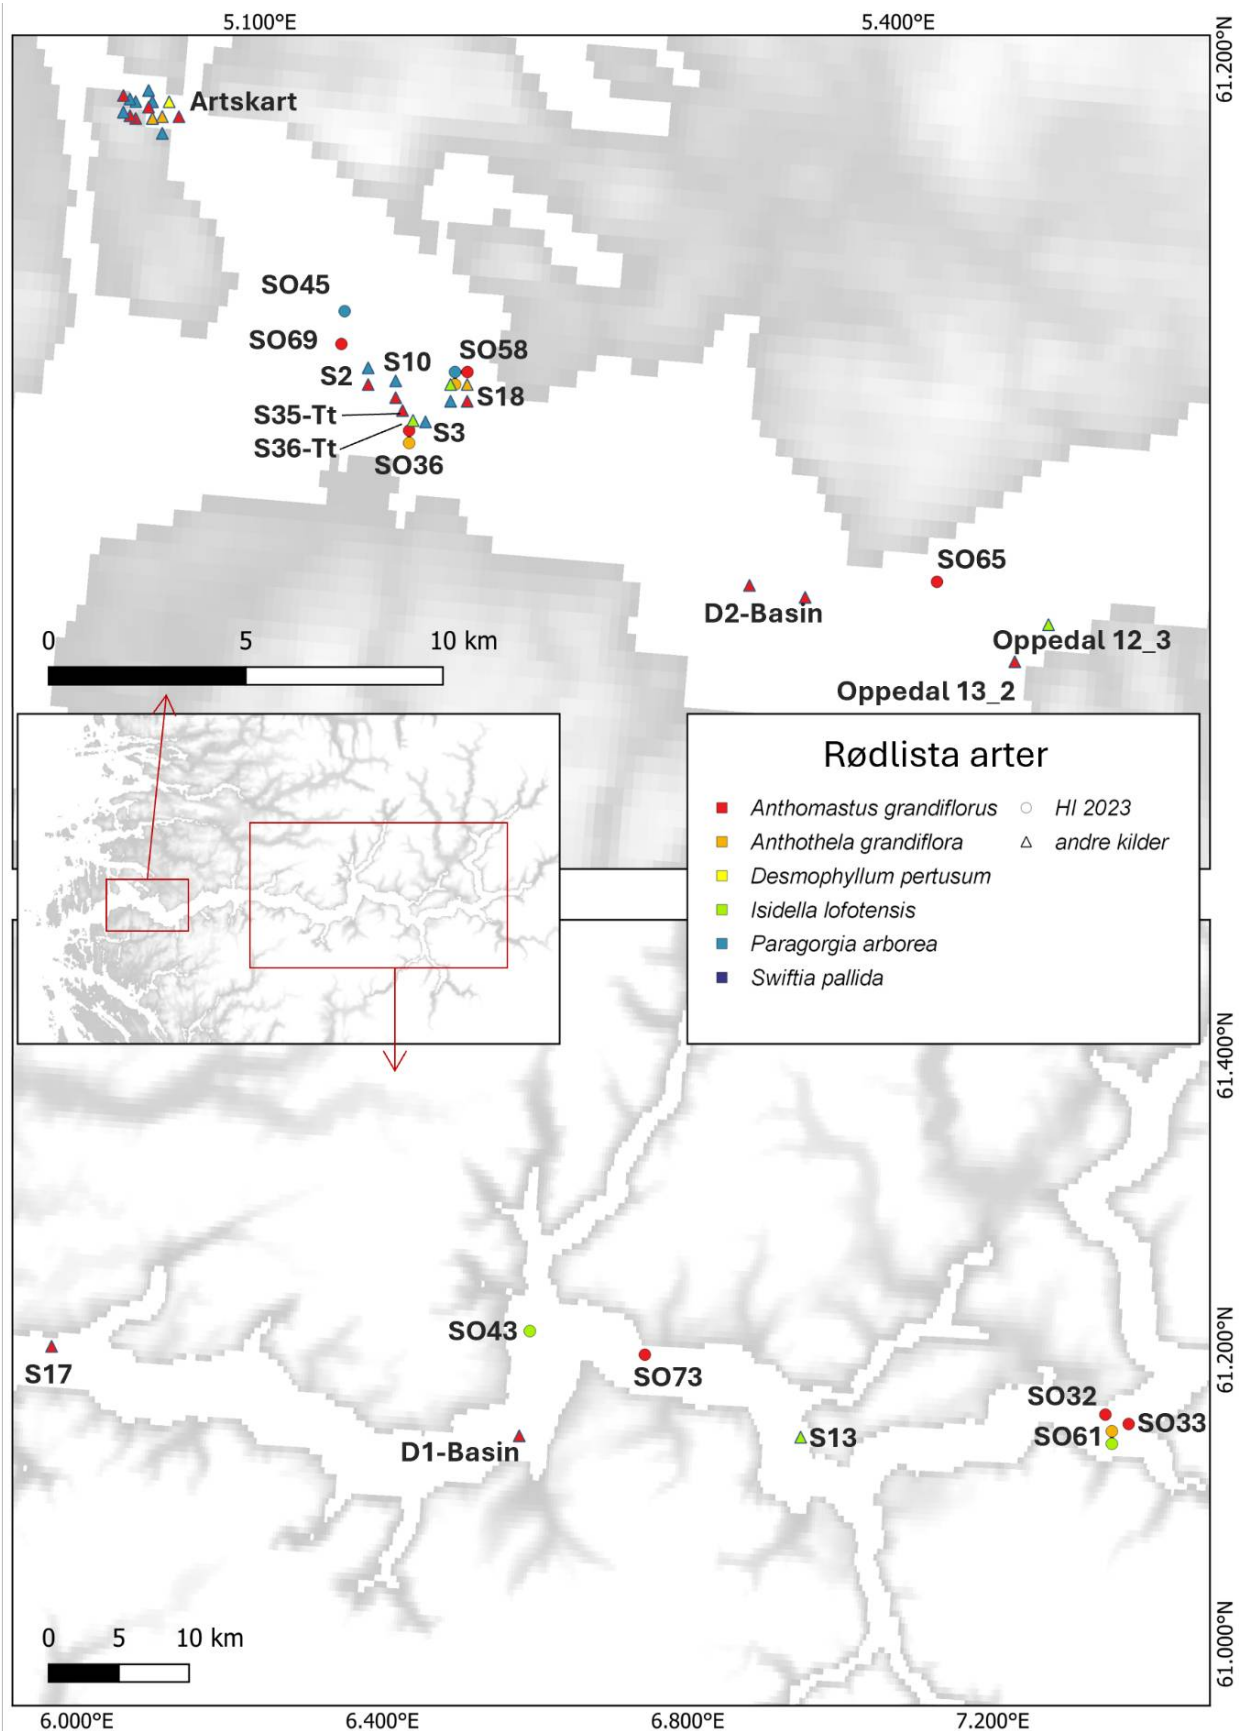 5.100°E
5.400°E
61.200°N
Artskart
SO45
SO69
S10
SO58
S2
S18
S35-Tt
S3
S36-Tt
SO36
SO65
D2-Basin
Oppedal 12_3
0 5 10 km
Oppedal 13_2
Rødlista arter
Anthomastus grandiflorus
HI 2023
Anthothela grandiflora
andre kilder
Desmophyllum pertusum
Isidella lofotensis
Paragorgia arborea
Swiftia pallida
61.400°N
SO43
61.200°N
S17
SO73
SO32
SO33
SO61
S13
D1-Basin
61.000°N
0 5 10 km
6.000°E
6.400°E
6.800°E
7.200°E